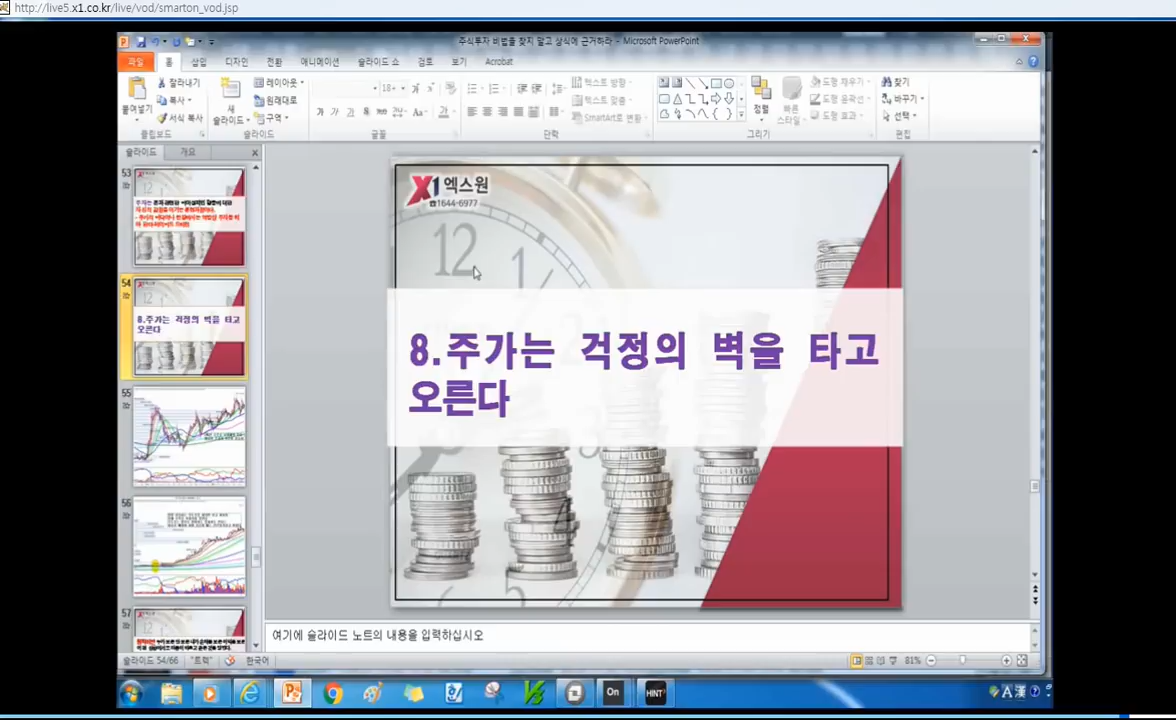 http://live5.x1.co.kr/live/vod/smarton_vod.jsp
주식투자 비법을 찾지 말고 상식에 근거하라 - Microsoft PowerPoint
파일 홈 삽입 디자인 전환 애니메이션 슬라이드 쇼 검토 보기 Acrobat
잘라내기 레이아웃 18 텍스트 방향 도형 채우기 찾기
붙여넣기 복사 새 슬라이드 원래대로 텍스트 맞춤 정렬 빠른 스타일 도형 윤곽선 바꾸기
서식 복사 구역 SmartArt로 변환 도형 효과 선택
클립보드 슬라이드 글꼴 단락 그리기 편집
슬라이드 개요
53
54
8.주가는 걱정의 벽을 타고
오른다
55
56
57
X1 엑스원
☎1644-6977
12
1
8.주가는 걱정의 벽을 타고
오른다
여기에 슬라이드 노트의 내용을 입력하십시오
슬라이드 54/66 "트랙" 한국어 81%
On HINT A 漢